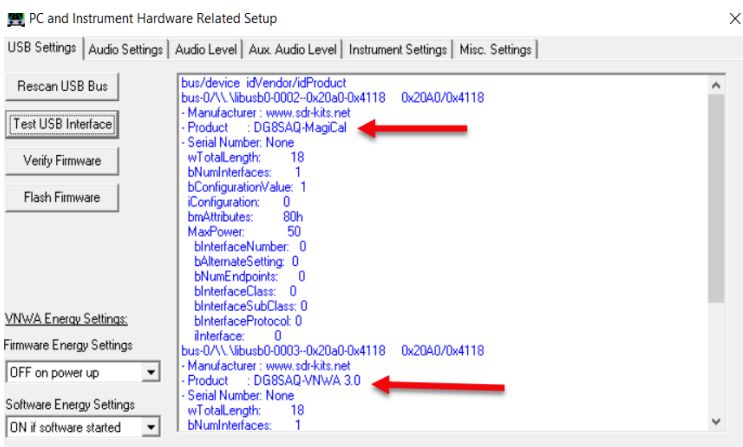 PC and Instrument Hardware Related Setup
USB Settings Audio Settings Audio Level Aux. Audio Level Instrument Settings Misc. Settings
Rescan USB Bus
Test USB Interface
Verify Firmware
Flash Firmware
VNWA Energy Settings:
Firmware Energy Settings
OFF on power up
Software Energy Settings
ON if software started
bus/device idVendor/idProduct
bus-0/\\.\libusb0-0002--0x20a0-0x4118 0x20A0/0x4118
- Manufacturer : www.sdr-kits.net
- Product : DG8SAQ-MagiCal
- Serial Number: None
wTotalLength: 18
bNumInterfaces: 1
bConfigurationValue: 1
iConfiguration: 0
bmAttributes: 80h
MaxPower: 50
bInterfaceNumber: 0
bAlternateSetting: 0
bNumEndpoints: 0
bInterfaceClass: 0
bInterfaceSubClass: 0
bInterfaceProtocol: 0
iInterface: 0
bus-0/\\.\libusb0-0003--0x20a0-0x4118 0x20A0/0x4118
- Manufacturer : www.sdr-kits.net
- Product : DG8SAQ-VNWA 3.0
- Serial Number: None
wTotalLength: 18
bNumInterfaces: 1